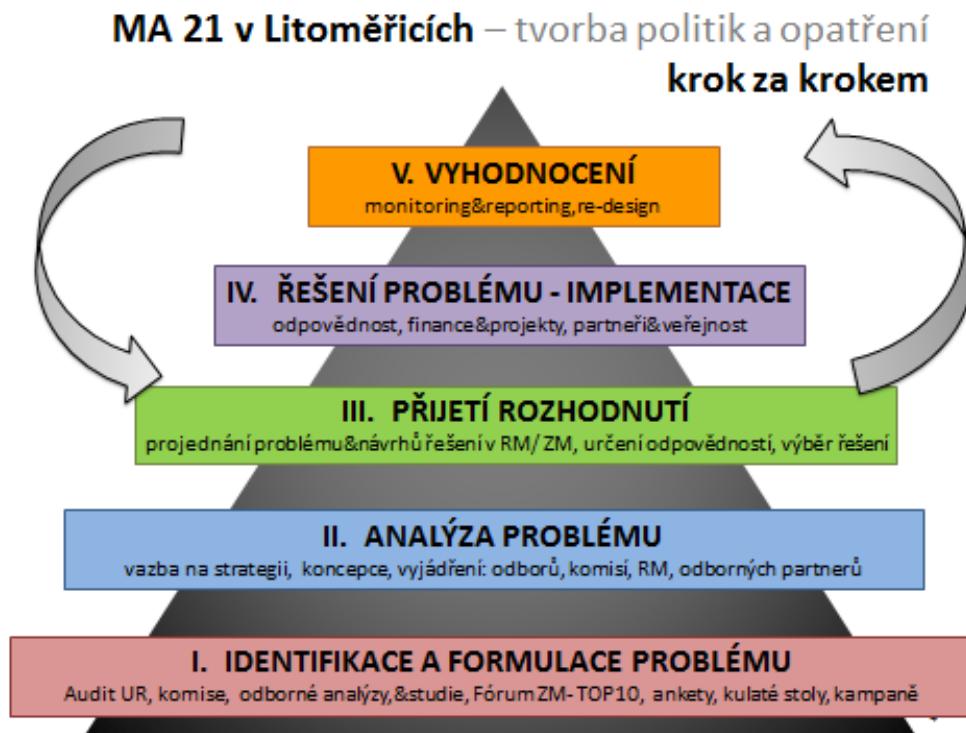 MA 21 v Litoměřicích – tvorba politik a opatření
krok za krokem
V. VYHODNOCENÍ
monitoring&reporting,re-design
IV. ŘEŠENÍ PROBLÉMU - IMPLEMENTACE
odpovědnost, finance&projekty, partneři&veřejnost
III. PŘIJETÍ ROZHODNUTÍ
projednání problému&návrhů řešení v RM/ ZM, určení odpovědností, výběr řešení
II. ANALÝZA PROBLÉMU
vazba na strategii, koncepce, vyjádření: odborů, komisí, RM, odborných partnerů
I. IDENTIFIKACE A FORMULACE PROBLÉMU
Audit UR, komise, odborné analýzy,&studie, Fórum ZM- TOP10, ankety, kulaté stoly, kampaně